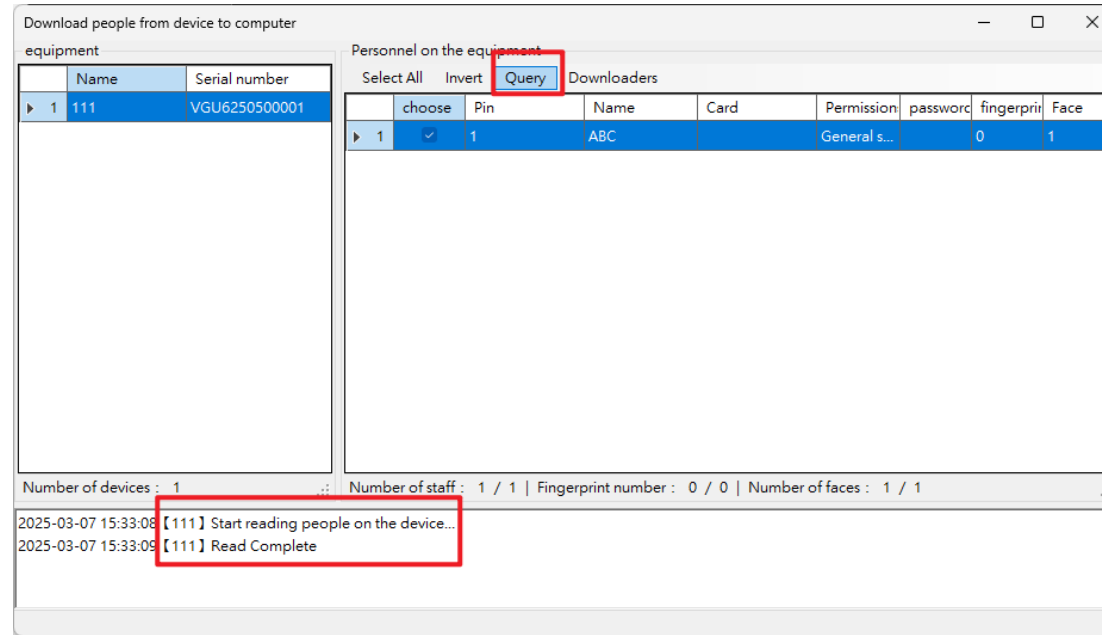 Download people from device to computer
equipment
Name Serial number
1 111 VGU6250500001
Number of devices : 1
Personnel on the equipment
Select All Invert Query Downloaders
choose Pin Name Card Permission password fingerprin Face
1 1 ABC General s... 0 1
Number of staff : 1 / 1 | Fingerprint number : 0 / 0 | Number of faces : 1 / 1
2025-03-07 15:33:08【111】Start reading people on the device...
2025-03-07 15:33:09【111】Read Complete